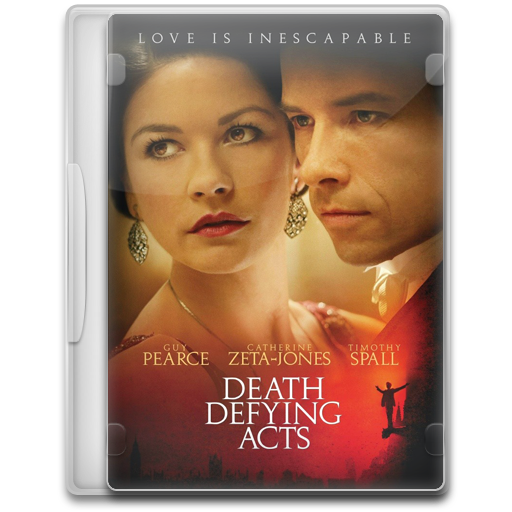 LOVE IS INESCAPABLE
GUY CATHERINE TIMOTHY
PEARCE ZETA-JONES SPALL
DEATH
DEFYING
ACTS